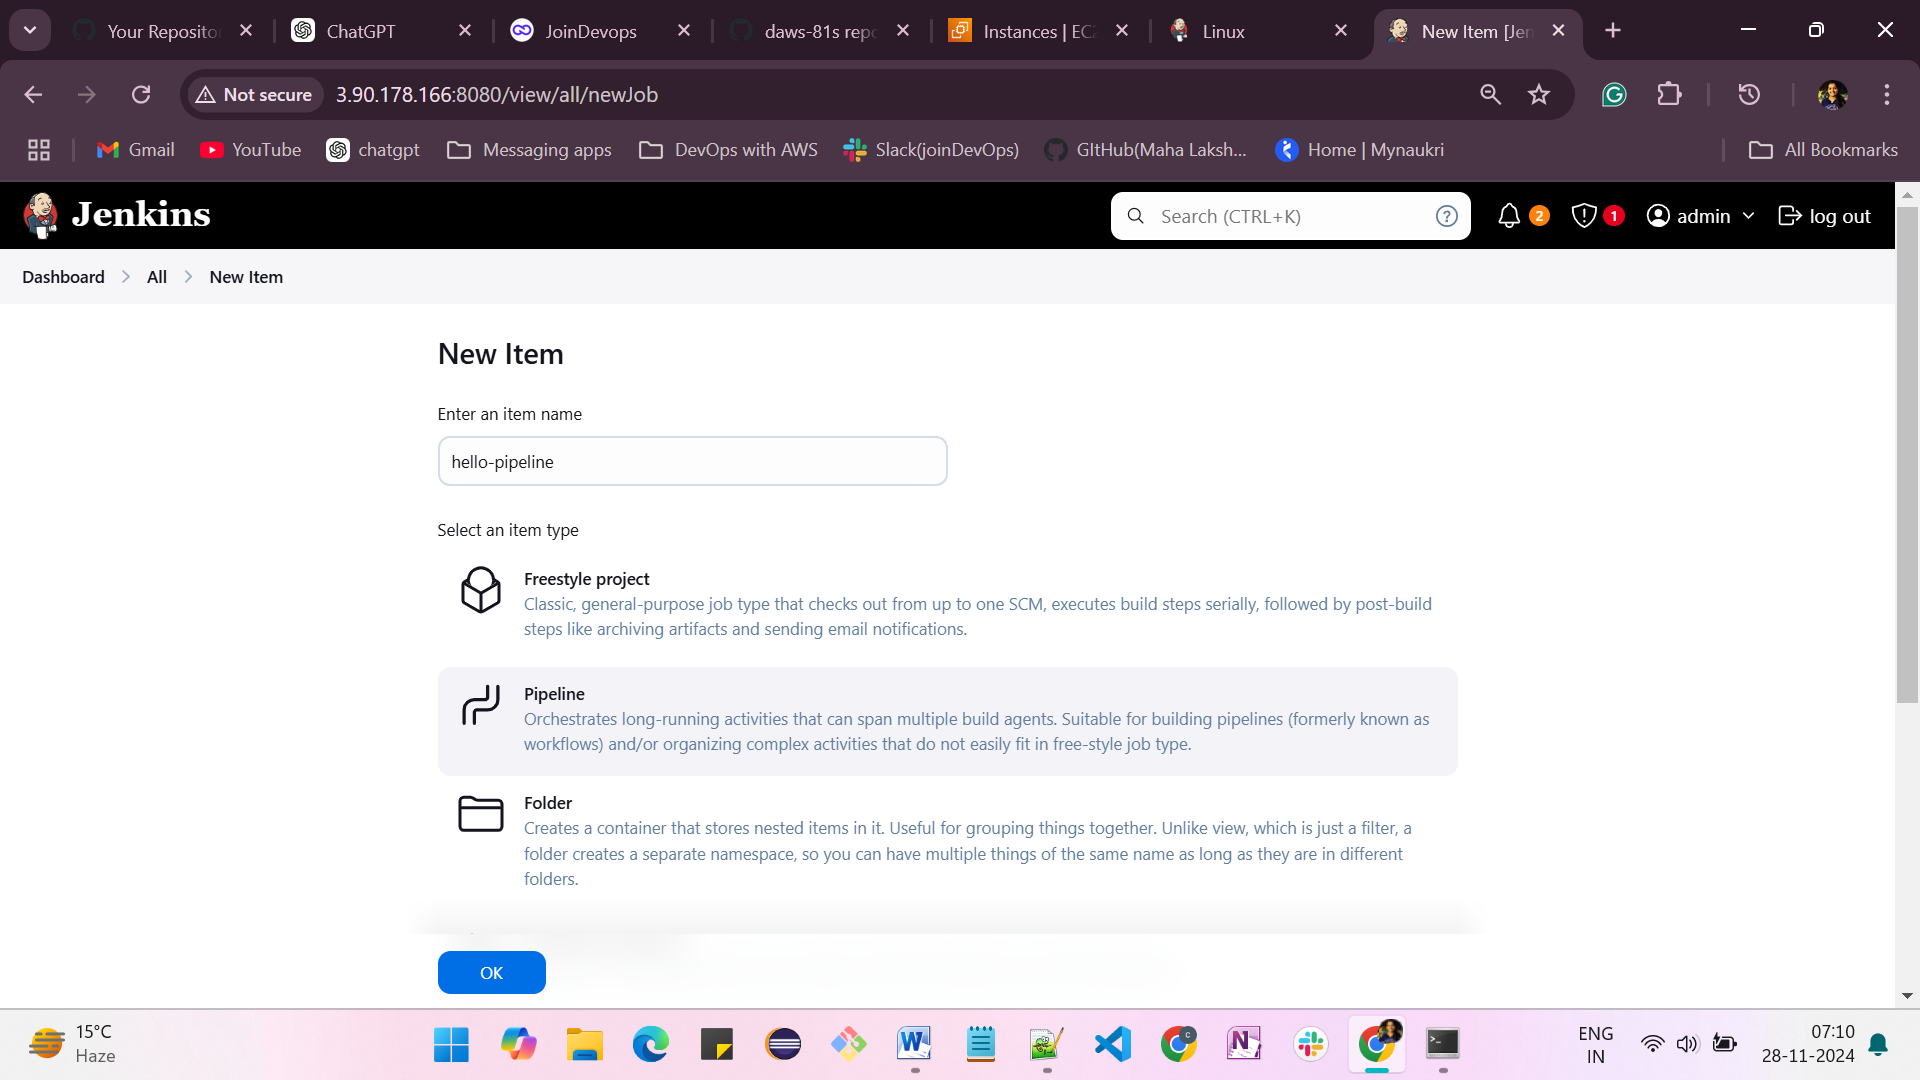 Your Reposito
ChatGPT
JoinDevops
daws-81s repo
Instances | EC2
Linux
New Item [Jen
Not secure
3.90.178.166:8080/view/all/newJob
Gmail
YouTube
chatgpt
Messaging apps
DevOps with AWS
Slack(joinDevOps)
GItHub(Maha Laksh...
Home | Mynaukri
All Bookmarks
Jenkins
Search (CTRL+K)
2
1
admin
log out
Dashboard
All
New Item
New Item
Enter an item name
hello-pipeline
Select an item type
Freestyle project
Classic, general-purpose job type that checks out from up to one SCM, executes build steps serially, followed by post-build
steps like archiving artifacts and sending email notifications.
Pipeline
Orchestrates long-running activities that can span multiple build agents. Suitable for building pipelines (formerly known as
workflows) and/or organizing complex activities that do not easily fit in free-style job type.
Folder
Creates a container that stores nested items in it. Useful for grouping things together. Unlike view, which is just a filter, a
folder creates a separate namespace, so you can have multiple things of the same name as long as they are in different
folders.
OK
15°C
Haze
ENG
IN
07:10
28-11-2024